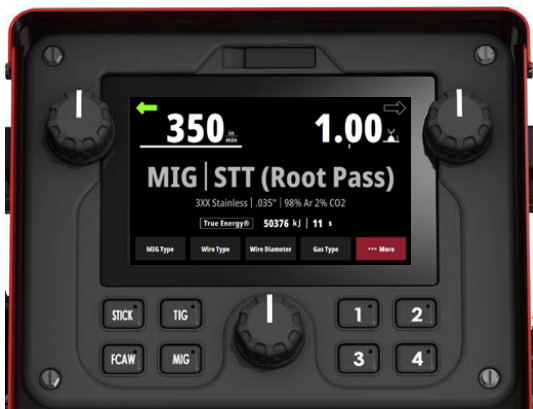 350 in/min
1.00
MIG | STT (Root Pass)
3XX Stainless | .035" | 98% Ar 2% CO2
True Energy® 50376 kJ | 11 s
MIG Type Wire Type Wire Diameter Gas Type ••• More
STICK TIG 1 2
FCAW MIG 3 4